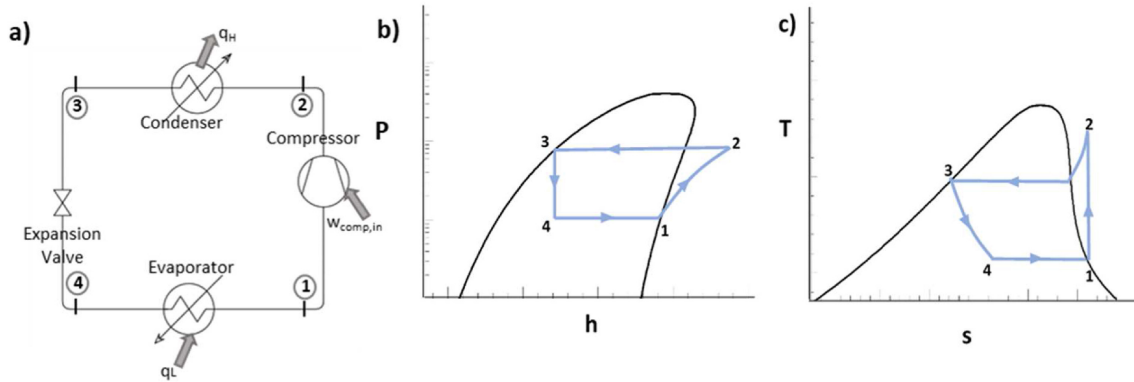 a)
qH
3
2
Condenser
Compressor
wcomp,in
Expansion
Valve
4
Evaporator
1
qL
b)
P
3
2
4
1
h
c)
T
2
3
4
1
s